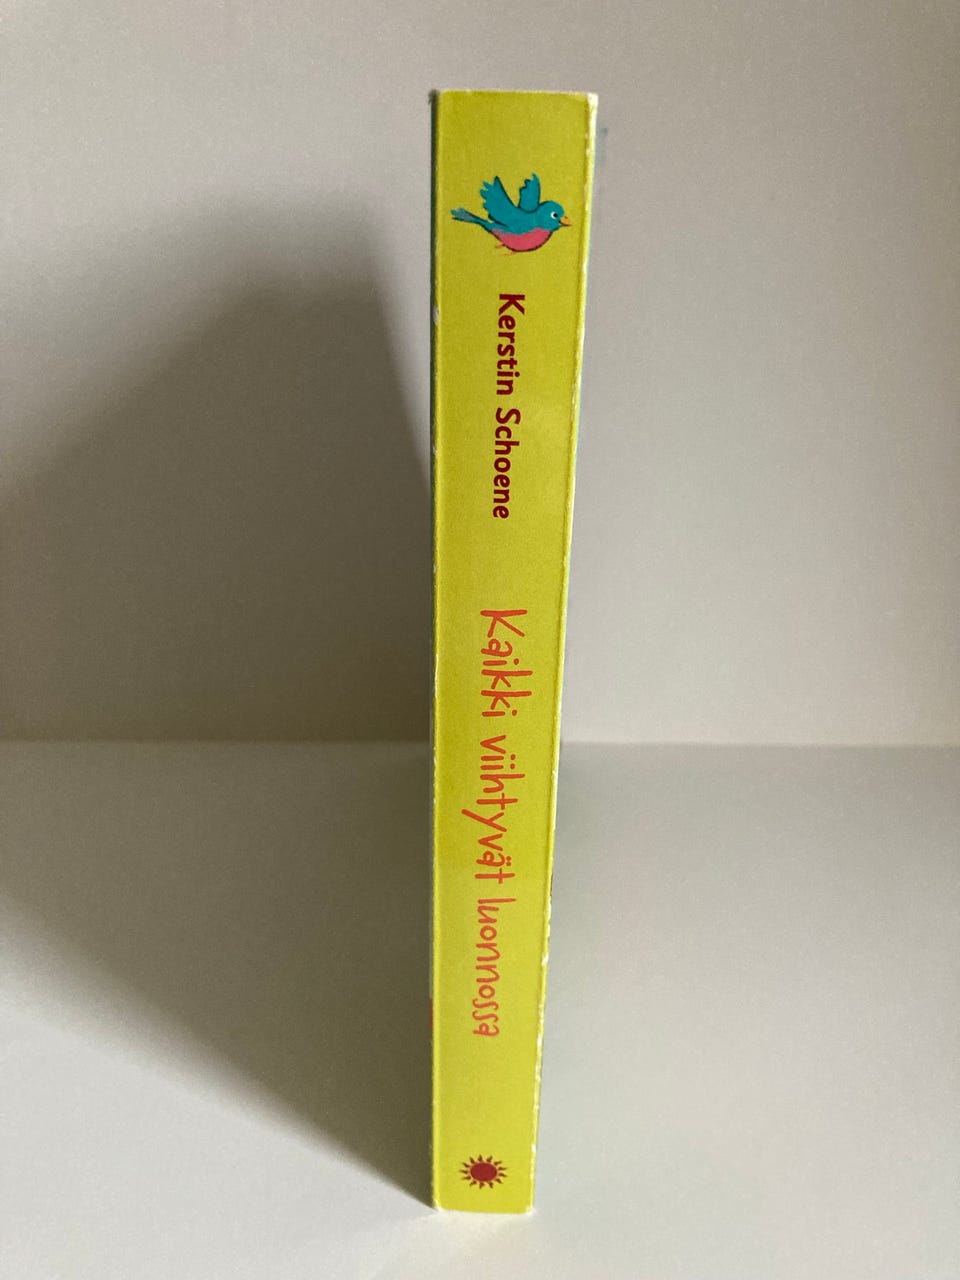 Kerstin Schoene
Kaikki viihtyvät luonnossa